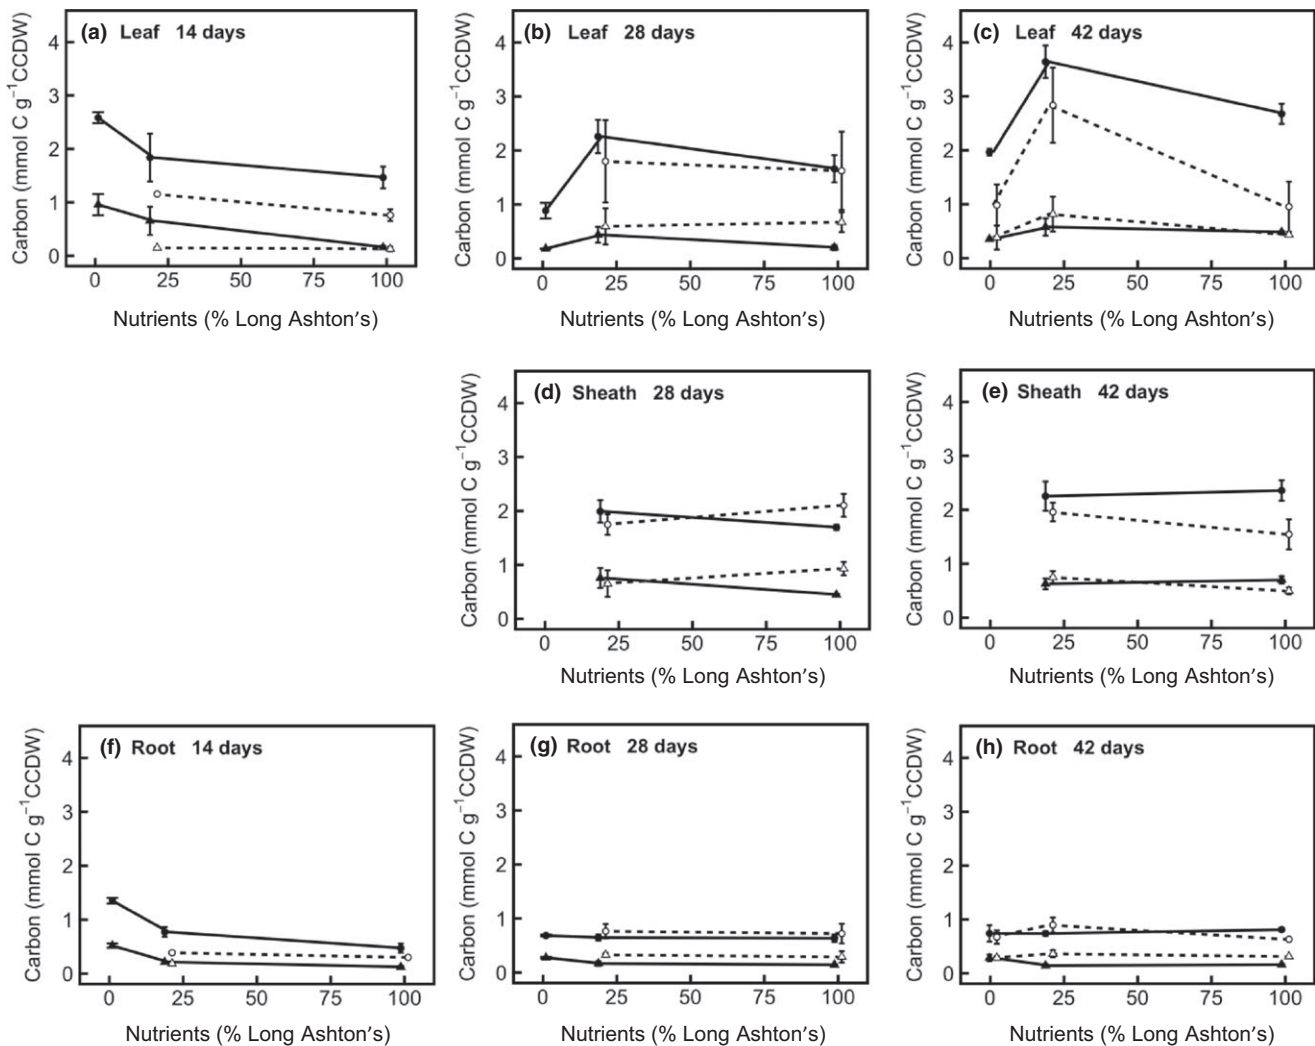 (a) Leaf 14 days
Carbon (mmol C g⁻¹CCDW)
4
3
2
1
0
0 25 50 75 100
Nutrients (% Long Ashton's)
(b) Leaf 28 days
Carbon (mmol C g⁻¹CCDW)
4
3
2
1
0
0 25 50 75 100
Nutrients (% Long Ashton's)
(c) Leaf 42 days
Carbon (mmol C g⁻¹CCDW)
4
3
2
1
0
0 25 50 75 100
Nutrients (% Long Ashton's)
(d) Sheath 28 days
Carbon (mmol C g⁻¹CCDW)
4
3
2
1
0
0 25 50 75 100
Nutrients (% Long Ashton's)
(e) Sheath 42 days
Carbon (mmol C g⁻¹CCDW)
4
3
2
1
0
0 25 50 75 100
Nutrients (% Long Ashton's)
(f) Root 14 days
Carbon (mmol C g⁻¹CCDW)
4
3
2
1
0
0 25 50 75 100
Nutrients (% Long Ashton's)
(g) Root 28 days
Carbon (mmol C g⁻¹CCDW)
4
3
2
1
0
0 25 50 75 100
Nutrients (% Long Ashton's)
(h) Root 42 days
Carbon (mmol C g⁻¹CCDW)
4
3
2
1
0
0 25 50 75 100
Nutrients (% Long Ashton's)